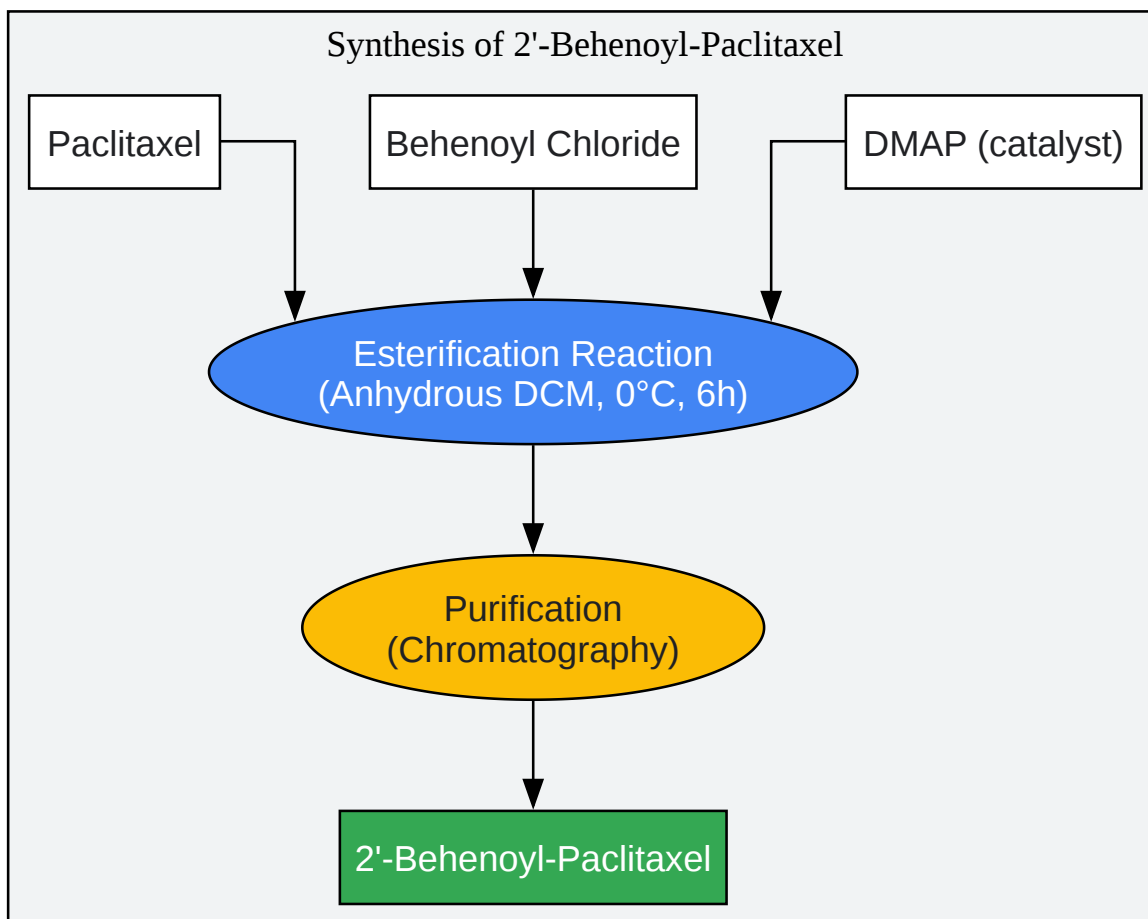 Synthesis of 2'-Behenoyl-Paclitaxel
Paclitaxel
Behenoyl Chloride
DMAP (catalyst)
Esterification Reaction
(Anhydrous DCM, 0°C, 6h)
Purification
(Chromatography)
2'-Behenoyl-Paclitaxel